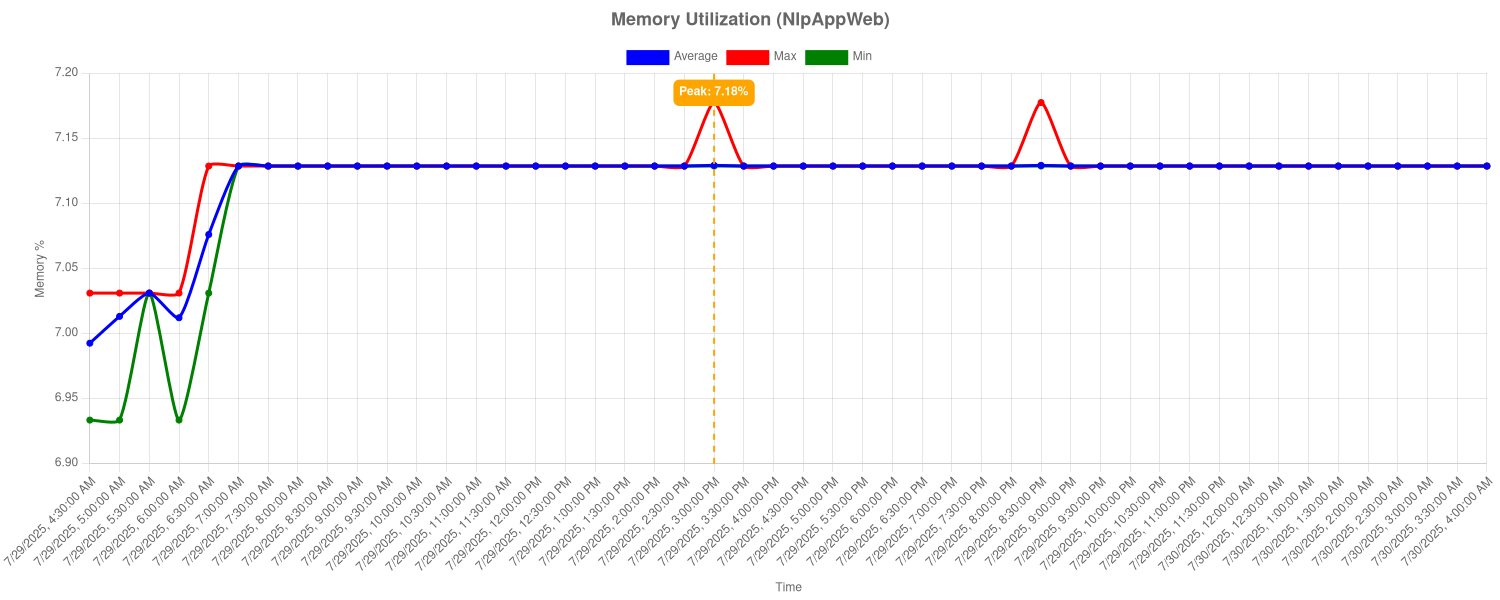 Memory Utilization (NlpAppWeb)
Average Max Min
Peak: 7.18%
7.20
7.15
7.10
7.05
7.00
6.95
6.90
Memory %
7/29/2025, 4:30:00 AM
7/29/2025, 5:00:00 AM
7/29/2025, 5:30:00 AM
7/29/2025, 6:00:00 AM
7/29/2025, 6:30:00 AM
7/29/2025, 7:00:00 AM
7/29/2025, 7:30:00 AM
7/29/2025, 8:00:00 AM
7/29/2025, 8:30:00 AM
7/29/2025, 9:00:00 AM
7/29/2025, 9:30:00 AM
7/29/2025, 10:00:00 AM
7/29/2025, 10:30:00 AM
7/29/2025, 11:00:00 AM
7/29/2025, 11:30:00 AM
7/29/2025, 12:00:00 PM
7/29/2025, 12:30:00 PM
7/29/2025, 1:00:00 PM
7/29/2025, 1:30:00 PM
7/29/2025, 2:00:00 PM
7/29/2025, 2:30:00 PM
7/29/2025, 3:00:00 PM
7/29/2025, 3:30:00 PM
7/29/2025, 4:00:00 PM
7/29/2025, 4:30:00 PM
7/29/2025, 5:00:00 PM
7/29/2025, 5:30:00 PM
7/29/2025, 6:00:00 PM
7/29/2025, 6:30:00 PM
7/29/2025, 7:00:00 PM
7/29/2025, 7:30:00 PM
7/29/2025, 8:00:00 PM
7/29/2025, 8:30:00 PM
7/29/2025, 9:00:00 PM
7/29/2025, 9:30:00 PM
7/29/2025, 10:00:00 PM
7/29/2025, 10:30:00 PM
7/29/2025, 11:00:00 PM
7/29/2025, 11:30:00 PM
7/30/2025, 12:00:00 AM
7/30/2025, 12:30:00 AM
7/30/2025, 1:00:00 AM
7/30/2025, 1:30:00 AM
7/30/2025, 2:00:00 AM
7/30/2025, 2:30:00 AM
7/30/2025, 3:00:00 AM
7/30/2025, 3:30:00 AM
7/30/2025, 4:00:00 AM
Time